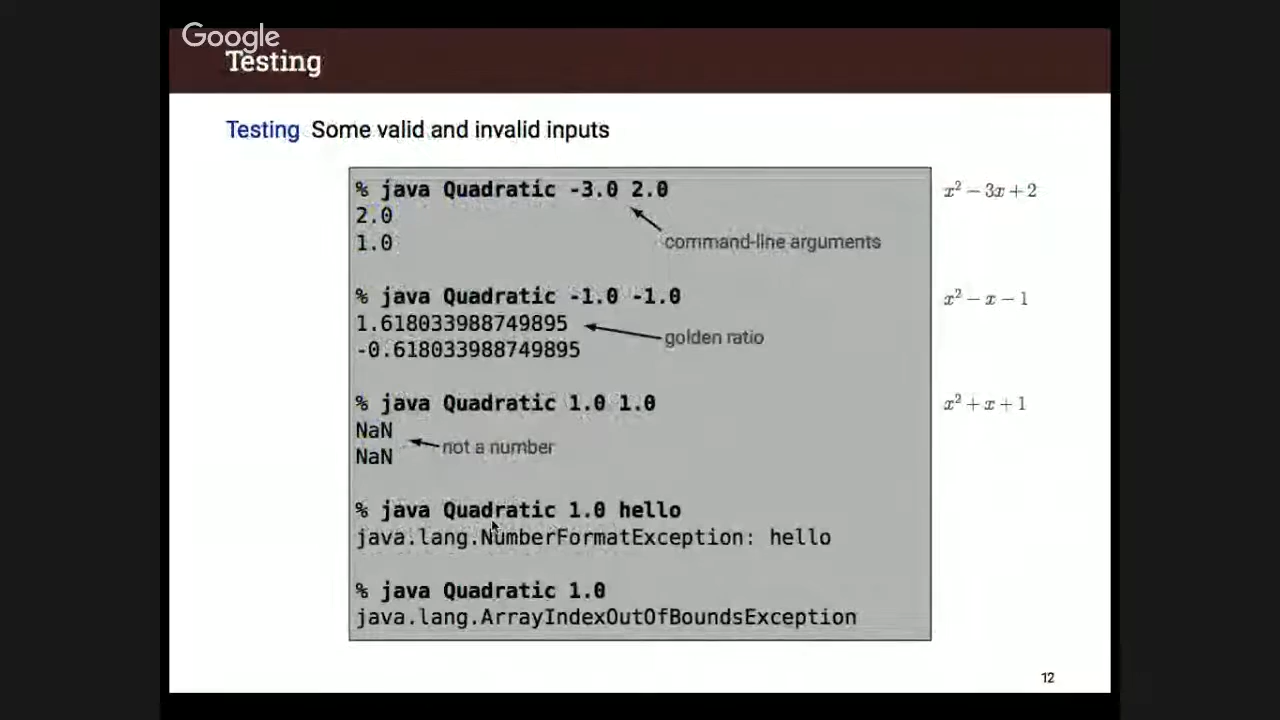 Google
Testing
Testing Some valid and invalid inputs
% java Quadratic -3.0 2.0
x² − 3x + 2
2.0
1.0
command-line arguments
% java Quadratic -1.0 -1.0
x² − x − 1
1.618033988749895
golden ratio
-0.618033988749895
% java Quadratic 1.0 1.0
x² + x + 1
NaN
not a number
NaN
% java Quadratic 1.0 hello
java.lang.NumberFormatException: hello
% java Quadratic 1.0
java.lang.ArrayIndexOutOfBoundsException
12